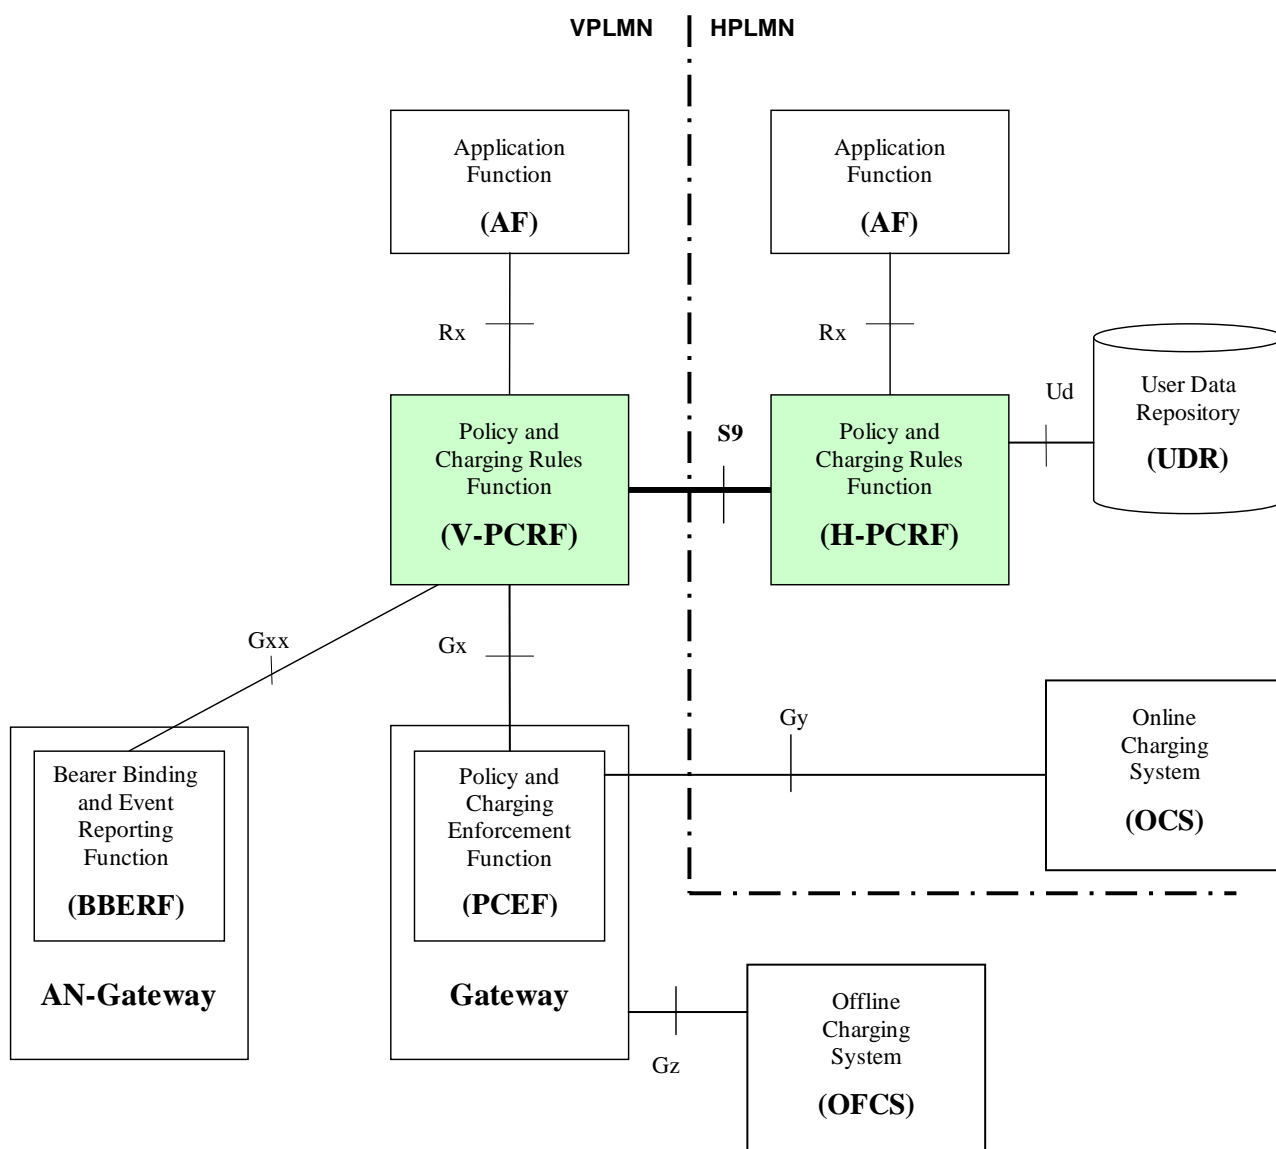 VPLMN
HPLMN
Application
Function
(AF)
Application
Function
(AF)
Rx
Rx
Ud
User Data
Repository
(UDR)
Policy and
Charging Rules
Function
(V-PCRF)
S9
Policy and
Charging Rules
Function
(H-PCRF)
Gxx
Gx
Gy
Online
Charging
System
(OCS)
Bearer Binding
and Event
Reporting
Function
(BBERF)
AN-Gateway
Policy and
Charging
Enforcement
Function
(PCEF)
Gateway
Gz
Offline
Charging
System
(OFCS)